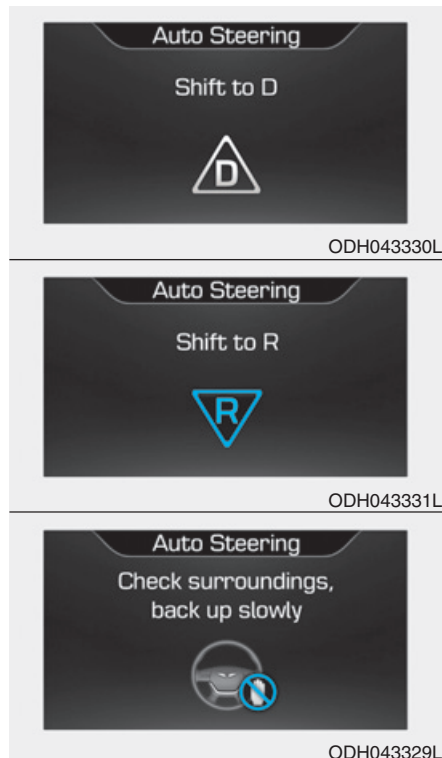 Auto Steering
Shift to D
D
ODH043330L
Auto Steering
Shift to R
R
ODH043331L
Auto Steering
Check surroundings,
back up slowly
ODH043329L